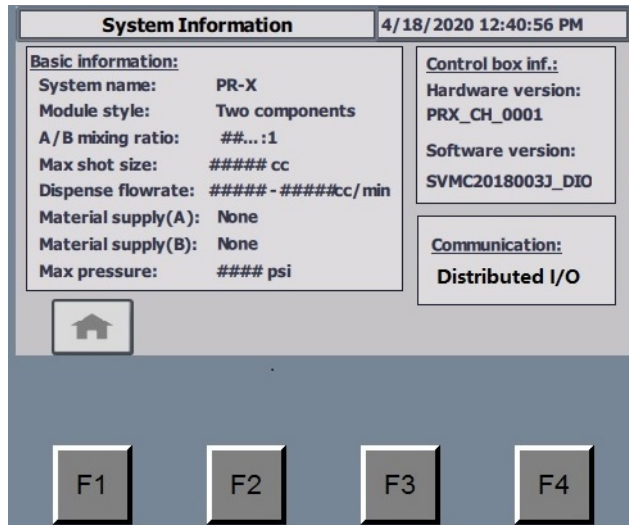 System Information
4/18/2020 12:40:56 PM
Basic information:
System name: PR-X
Module style: Two components
A/B mixing ratio: ##...:1
Max shot size: ##### cc
Dispense flowrate: ##### - #####cc/min
Material supply(A): None
Material supply(B): None
Max pressure: #### psi
Control box inf.:
Hardware version:
PRX_CH_0001
Software version:
SVMC2018003J_DIO
Communication:
Distributed I/O
F1
F2
F3
F4